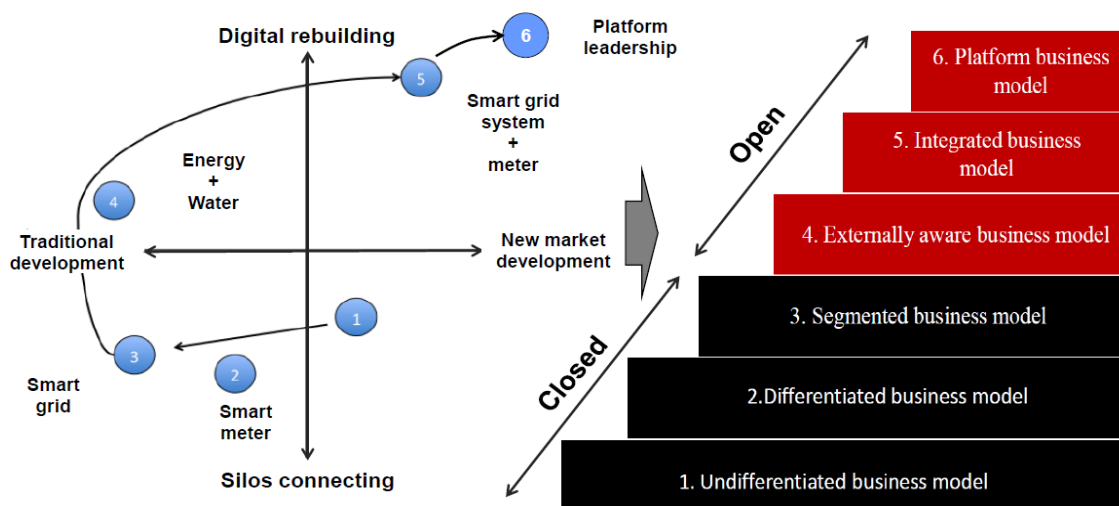 Digital rebuilding
6
Platform
leadership
5
Smart grid
system
+
meter
Energy
+
Water
4
Traditional
development
New market
development
1
3
2
Smart
grid
Smart
meter
Silos connecting
Open
Closed
6. Platform business
model
5. Integrated business
model
4. Externally aware business model
3. Segmented business model
2.Differentiated business model
1. Undifferentiated business model